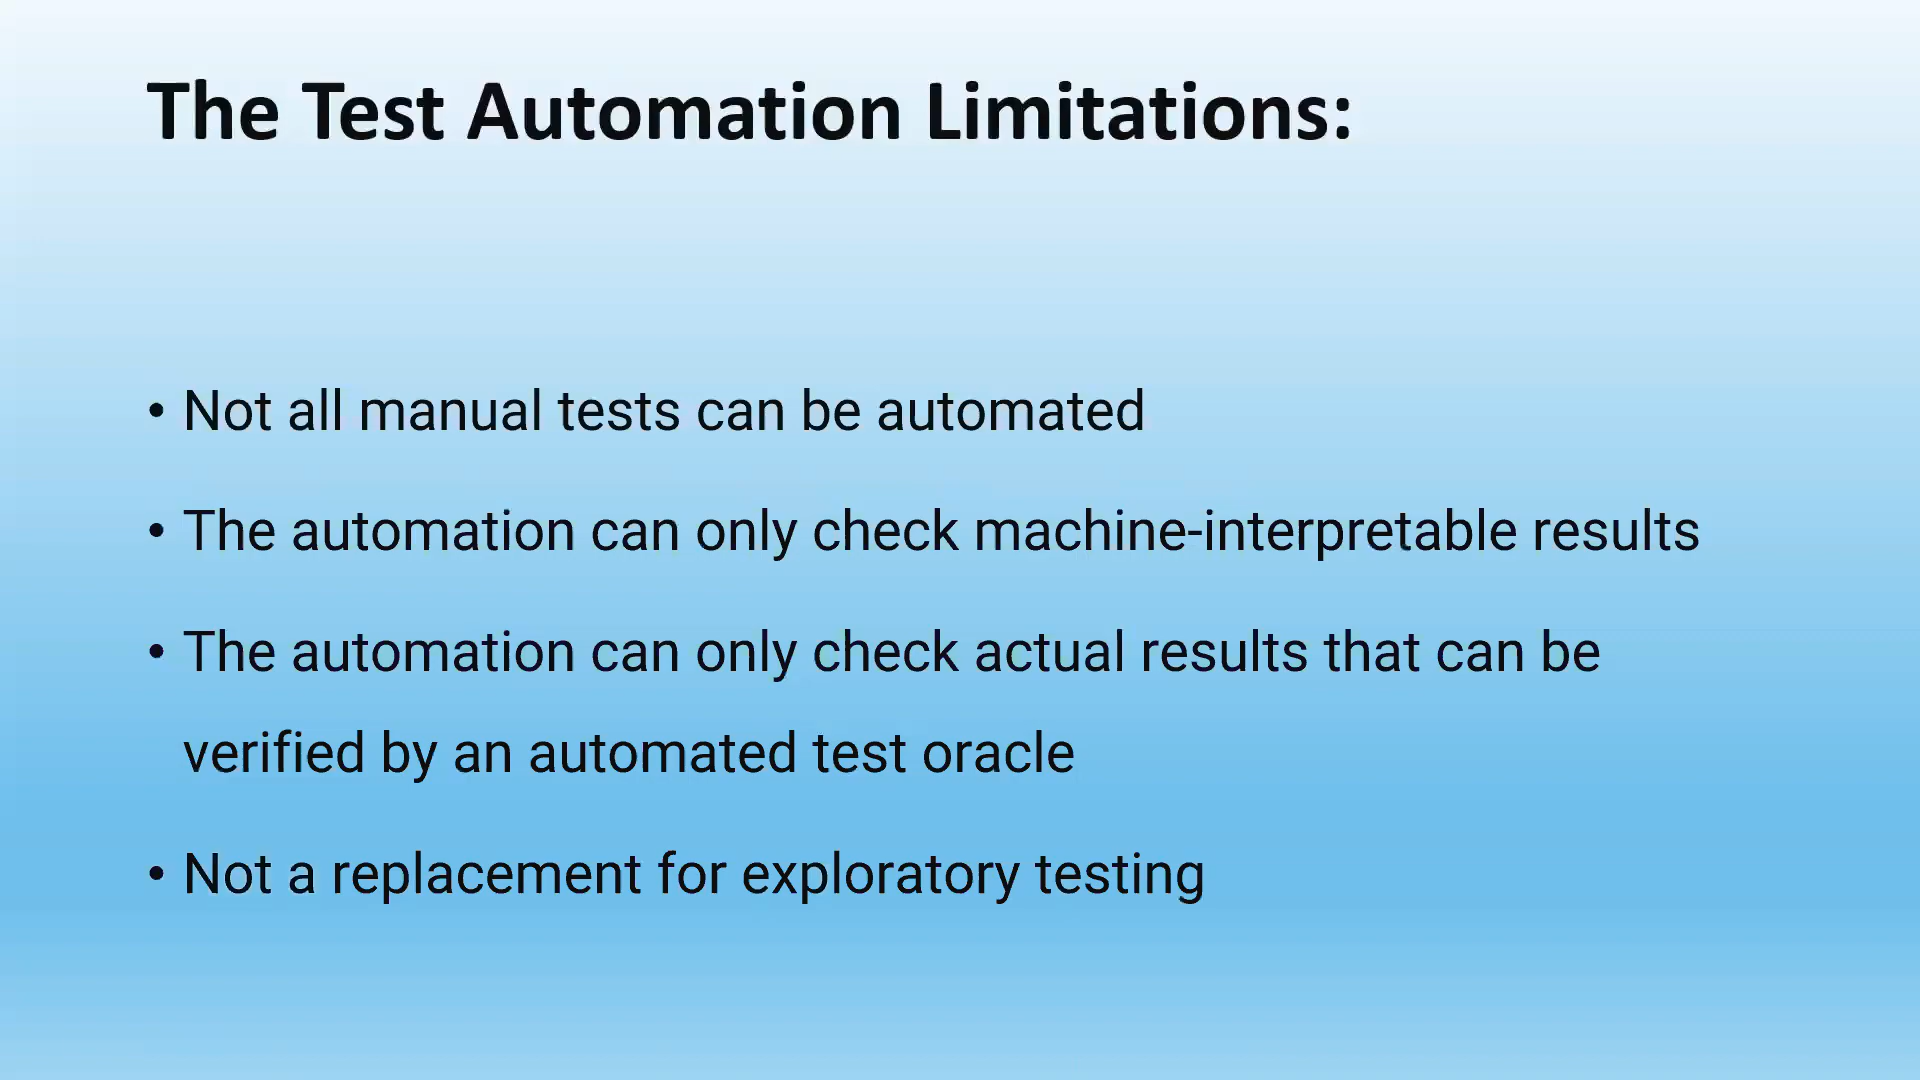 The Test Automation Limitations:
• Not all manual tests can be automated
• The automation can only check machine-interpretable results
• The automation can only check actual results that can be
verified by an automated test oracle
• Not a replacement for exploratory testing